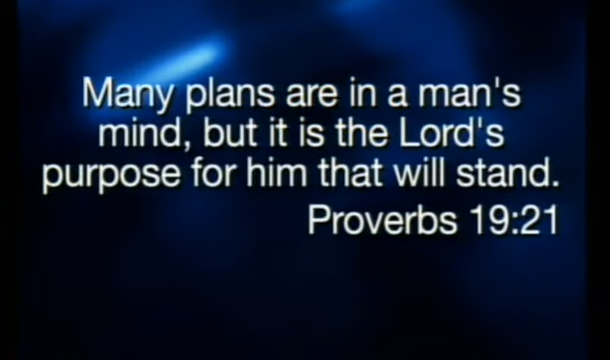 Many plans are in a man's
mind, but it is the Lord's
purpose for him that will stand.
Proverbs 19:21